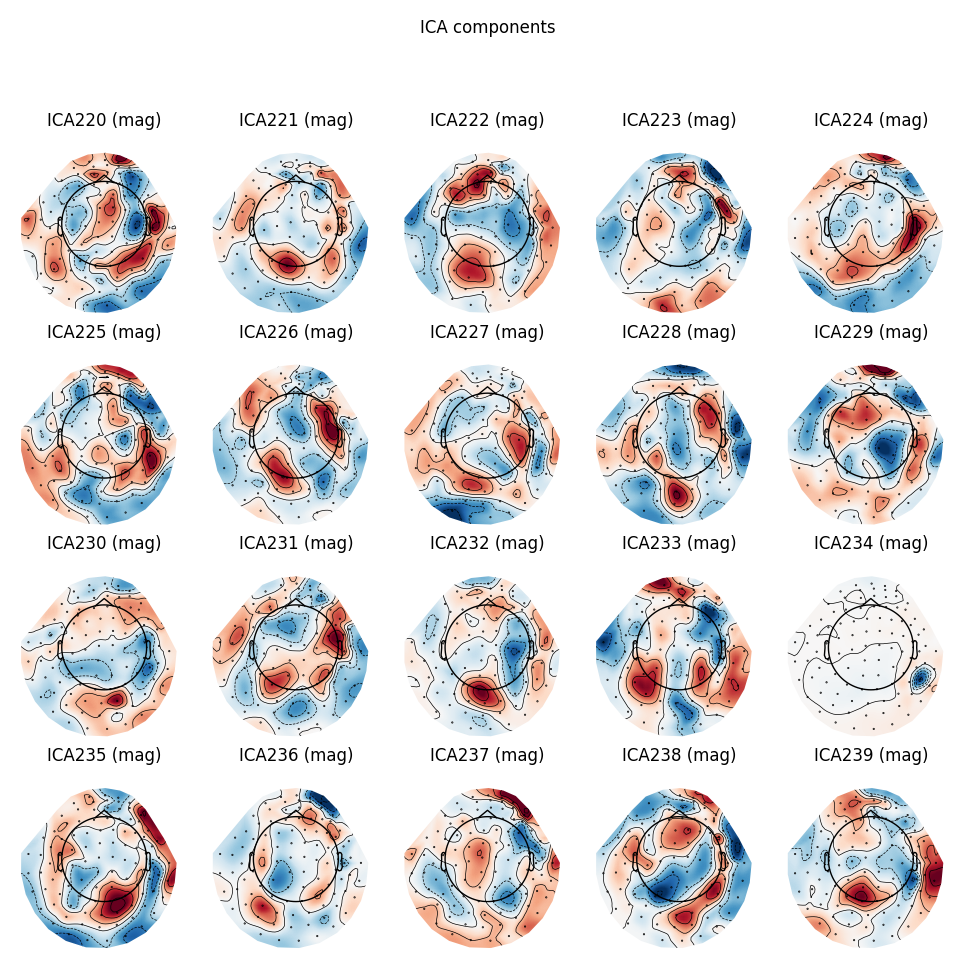 ICA components
ICA220 (mag) ICA221 (mag) ICA222 (mag) ICA223 (mag) ICA224 (mag)
ICA225 (mag) ICA226 (mag) ICA227 (mag) ICA228 (mag) ICA229 (mag)
ICA230 (mag) ICA231 (mag) ICA232 (mag) ICA233 (mag) ICA234 (mag)
ICA235 (mag) ICA236 (mag) ICA237 (mag) ICA238 (mag) ICA239 (mag)